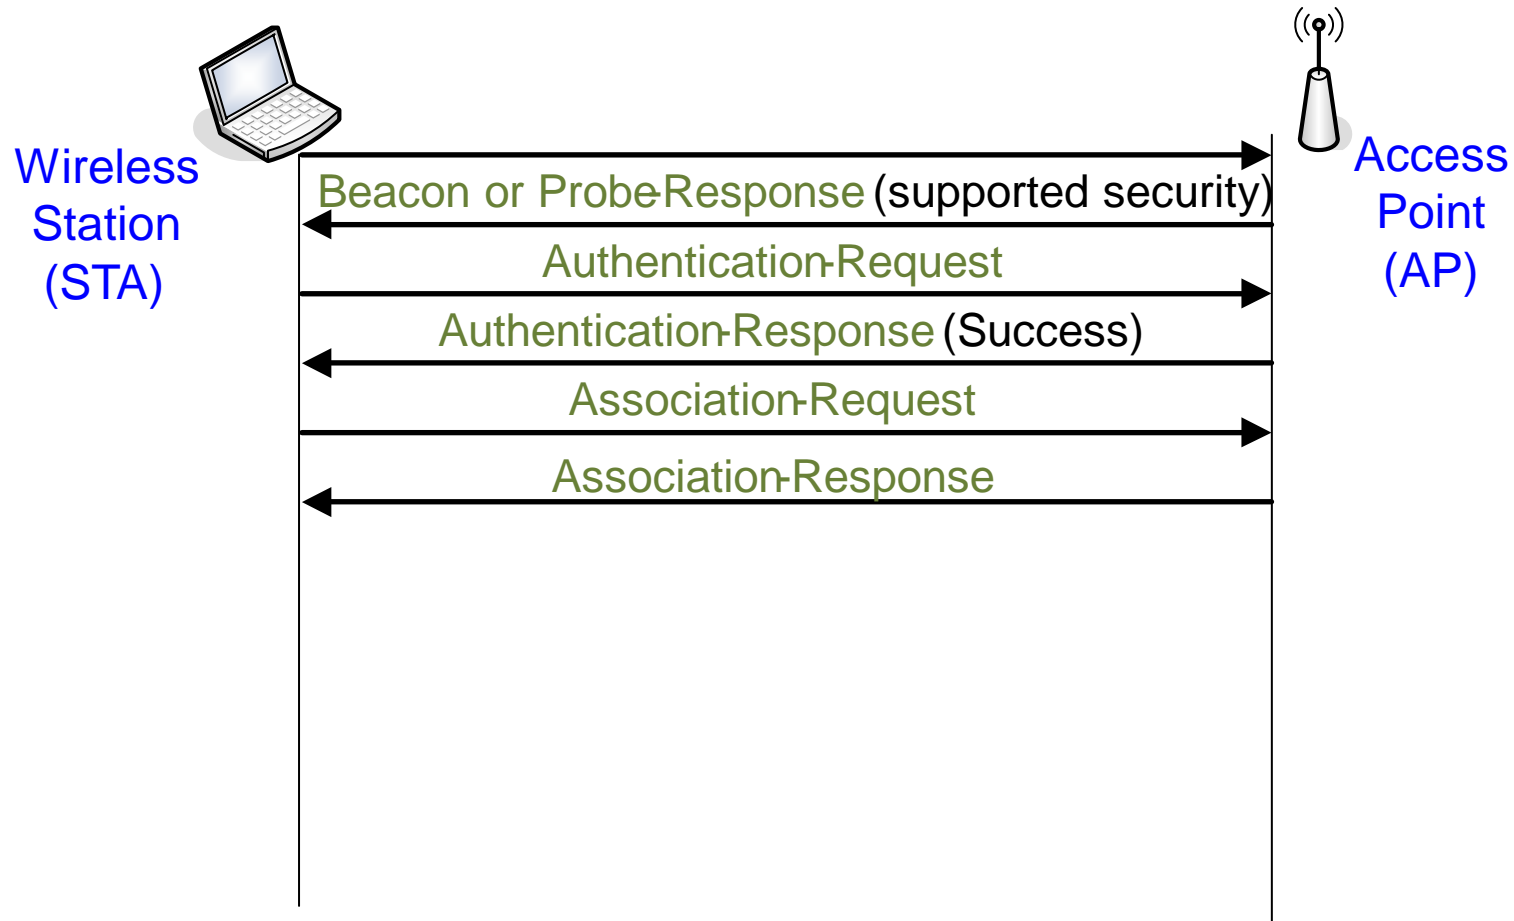 Wireless
Station
(STA)
Access
Point
(AP)
Beacon or Probe-Response (supported security)
Authentication-Request
Authentication-Response (Success)
Association-Request
Association-Response